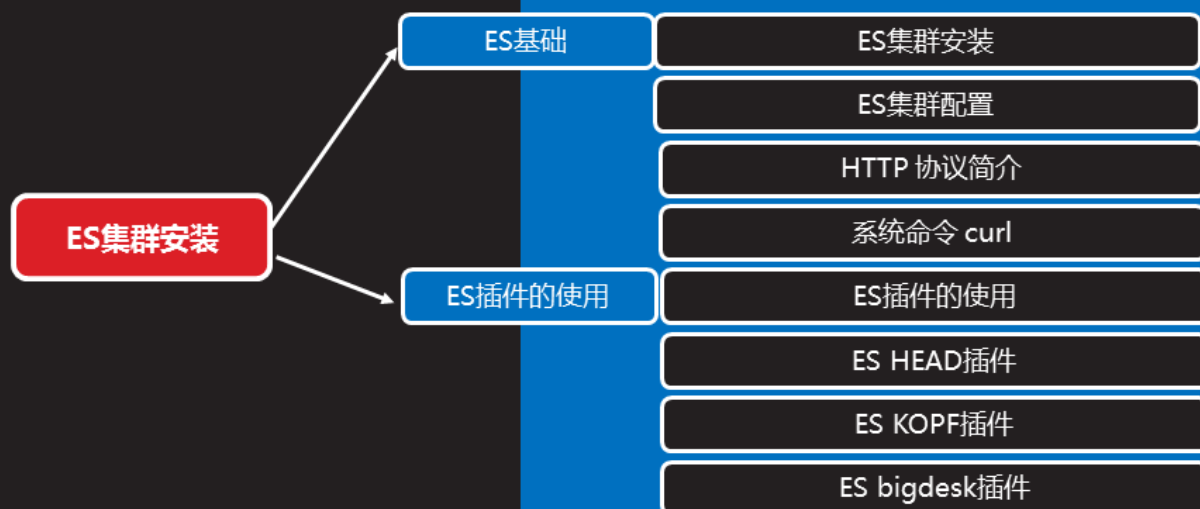 ES集群安装
ES基础
ES集群安装
ES集群配置
HTTP 协议简介
系统命令 curl
ES插件的使用
ES插件的使用
ES HEAD插件
ES KOPF插件
ES bigdesk插件